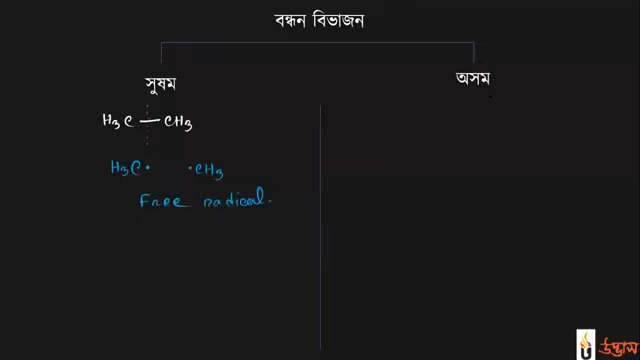 বন্ধন বিভাজন
সুষম
অসম
H3C — CH3
H3C• •CH3
Free radical.
U উদ্ভাস